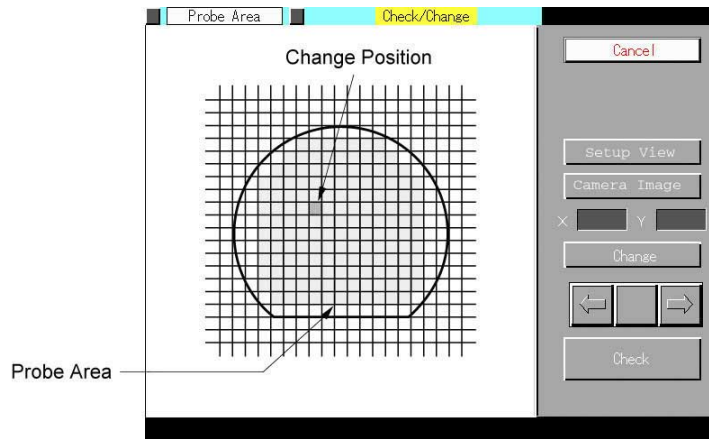 Probe Area
Check/Change
Change Position
Cancel
Setup View
Camera Image
X Y
Change
Check
Probe Area